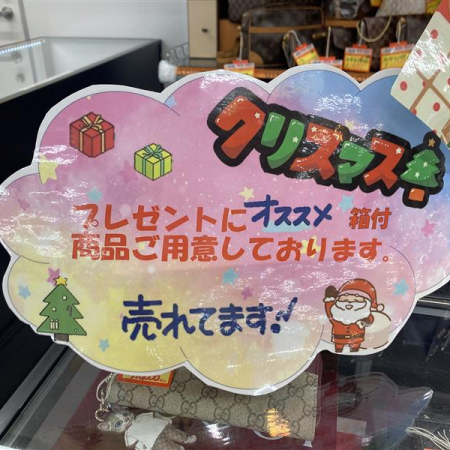 クリスマス
プレゼントにオススメ 箱付
商品ご用意しております。
売れてます!!